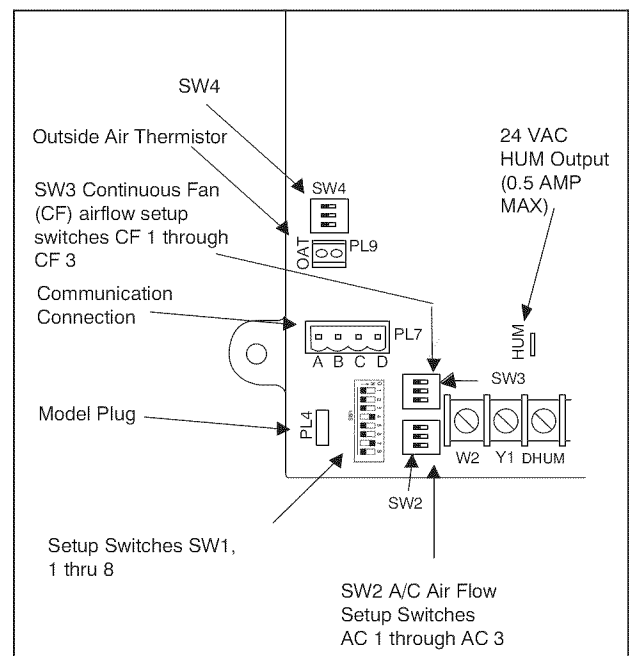 SW4
Outside Air Thermistor
SW3 Continuous Fan
(CF) airflow setup
switches CF 1 through
CF 3
Communication
Connection
Model Plug
Setup Switches SW1,
1 thru 8
SW4
OAT
PL9
PL7
A B C D
PL4
24 VAC
HUM Output
(0.5 AMP
MAX)
HUM
SW3
W2 Y1 DHUM
SW2
SW2 A/C Air Flow
Setup Switches
AC 1 through AC 3